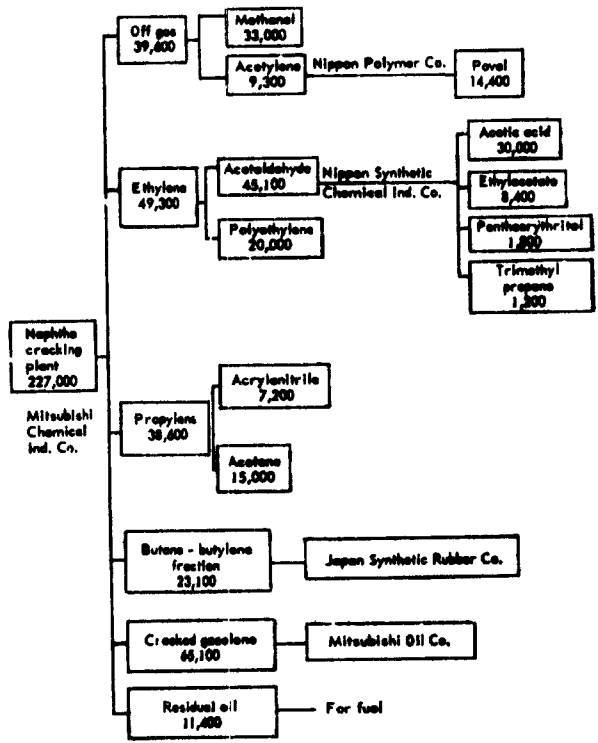 Off gas
39,600
Methanol
33,000
Acetylene
9,300
Nippon Polymer Co.
Poval
14,400
Ethylene
49,300
Acetaldehyde
45,100
Nippon Synthetic
Chemical Ind. Co.
Polyethylene
20,000
Acetic acid
30,000
Ethylacetate
8,400
Pentaerythritol
Trimethyl
propane
Naphtha
cracking
plant
227,000
Mitsubishi
Chemical
Ind. Co.
Propylene
38,600
Acrylonitrile
7,200
Acetone
15,000
Butane - butylene
fraction
23,100
Japan Synthetic Rubber Co.
Cracked gasolene
65,100
Mitsubishi Oil Co.
Residual oil
11,400
For fuel